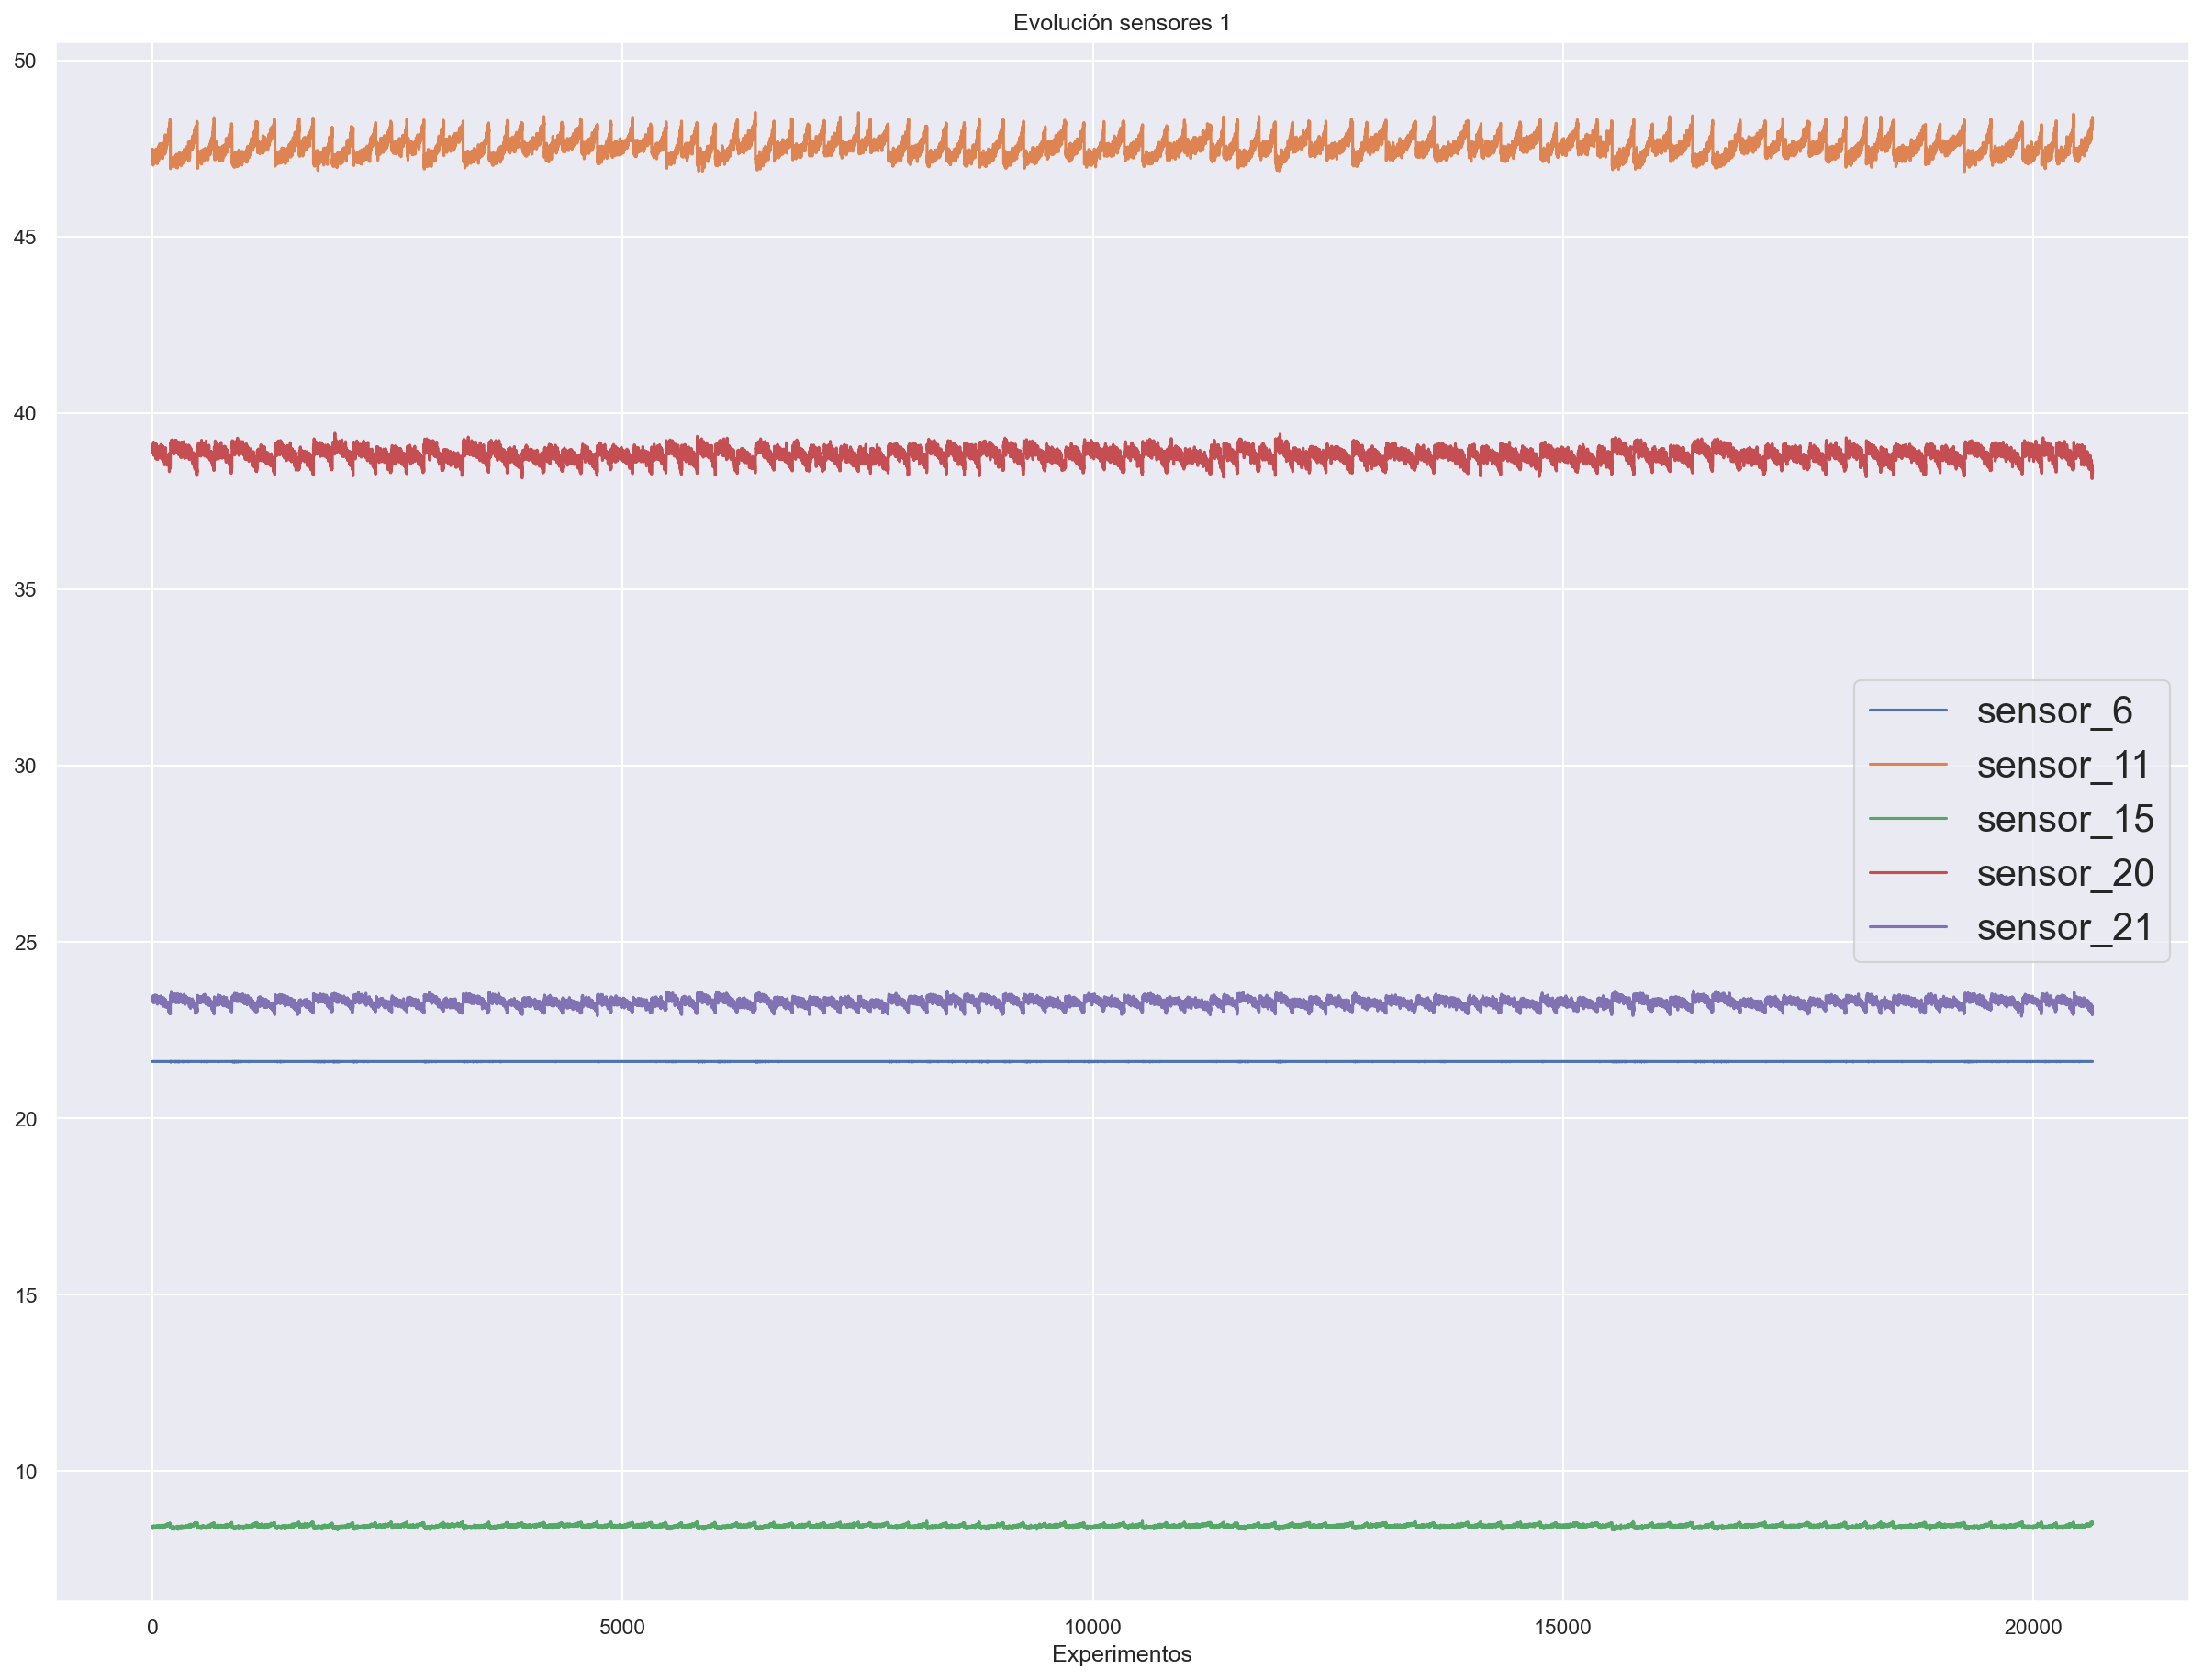 Evolución sensores 1
50
45
40
35
30
25
20
15
10
sensor_6
sensor_11
sensor_15
sensor_20
sensor_21
0 5000 10000 15000 20000
Experimentos